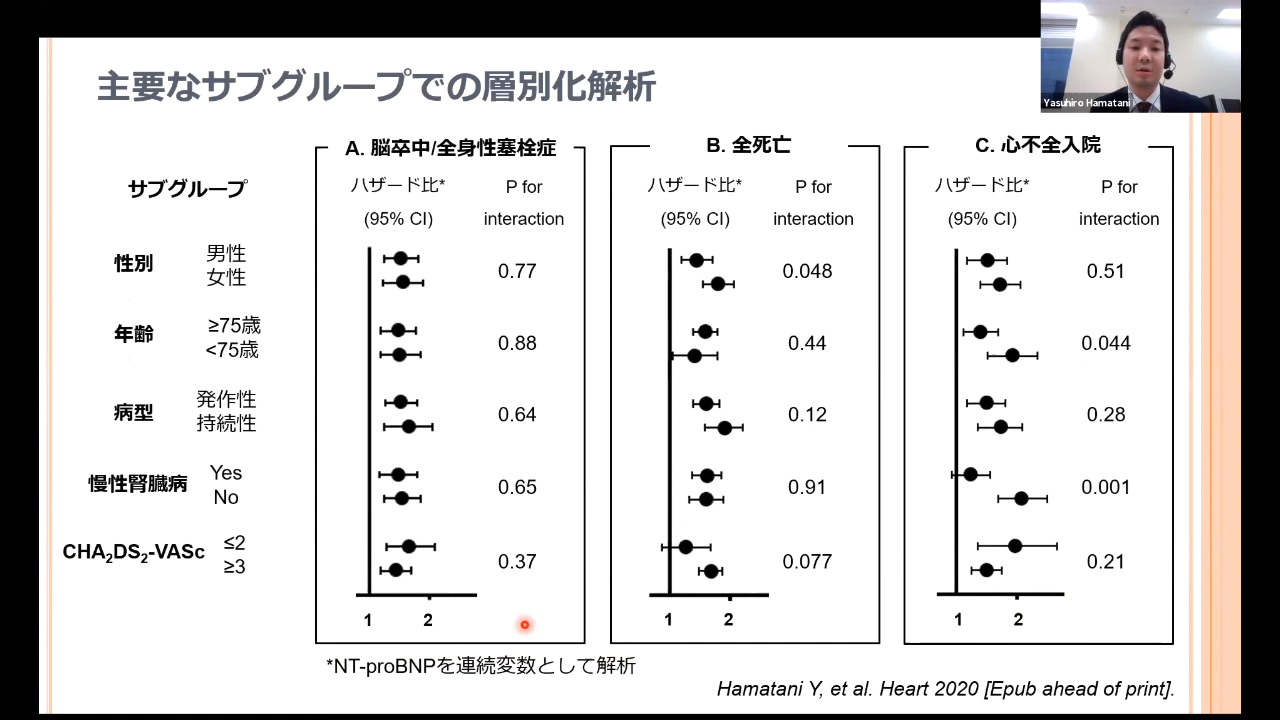 主要なサブグループでの層別化解析
Yasuhiro Hamatani
A. 脳卒中/全身性塞栓症
B. 全死亡
C. 心不全入院
サブグループ
ハザード比* P for
(95% CI) interaction
ハザード比* P for
(95% CI) interaction
ハザード比* P for
(95% CI) interaction
性別 男性
女性
0.77 0.048 0.51
年齢 ≥75歳
<75歳
0.88 0.44 0.044
病型 発作性
持続性
0.64 0.12 0.28
慢性腎臓病 Yes
No
0.65 0.91 0.001
CHA₂DS₂-VASc ≤2
≥3
0.37 0.077 0.21
1 2 1 2 1 2
*NT-proBNPを連続変数として解析
Hamatani Y, et al. Heart 2020 [Epub ahead of print].